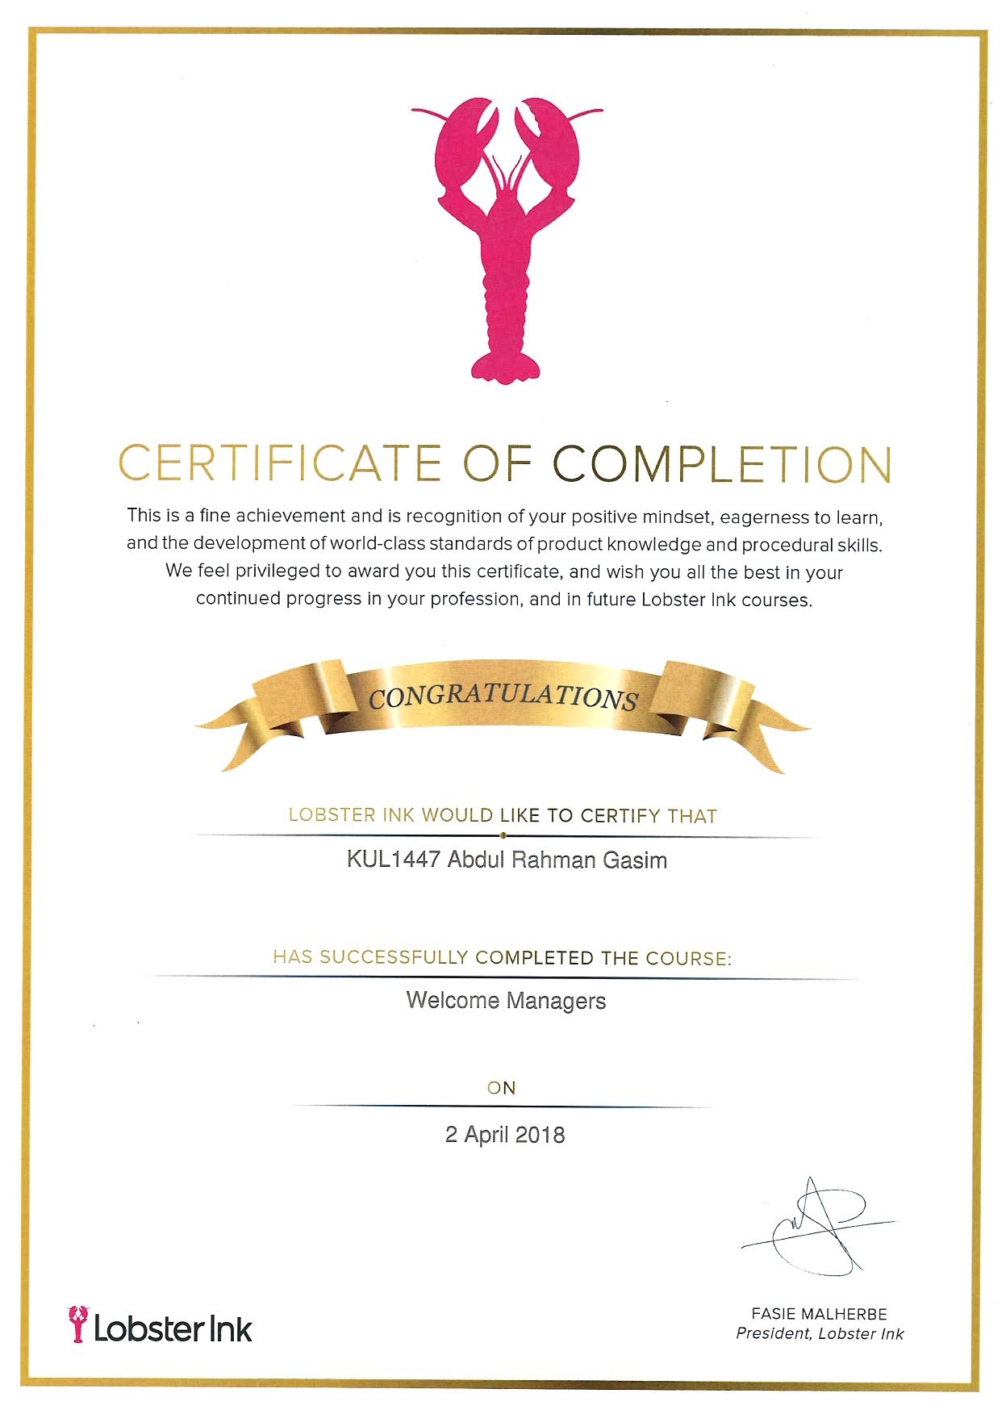 CERTIFICATE OF COMPLETION
This is a fine achievement and is recognition of your positive mindset, eagerness to learn,
and the development of world-class standards of product knowledge and procedural skills.
We feel privileged to award you this certificate, and wish you all the best in your
continued progress in your profession, and in future Lobster Ink courses.
CONGRATULATIONS
LOBSTER INK WOULD LIKE TO CERTIFY THAT
KUL1447 Abdul Rahman Gasim
HAS SUCCESSFULLY COMPLETED THE COURSE:
Welcome Managers
ON
2 April 2018
FASIE MALHERBE
President, Lobster Ink
Lobster Ink